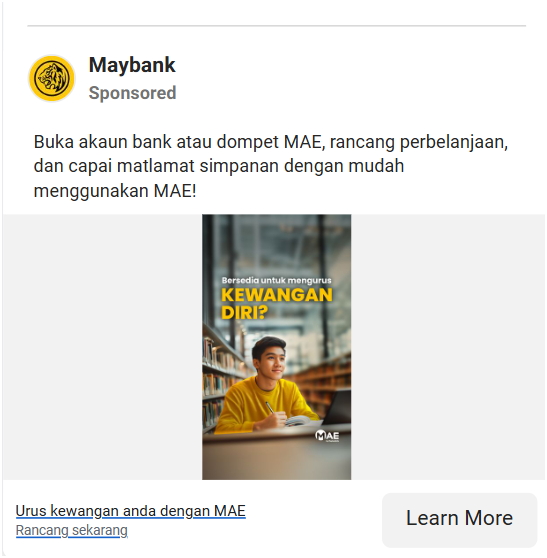 Maybank
Sponsored
Buka akaun bank atau dompet MAE, rancang perbelanjaan,
dan capai matlamat simpanan dengan mudah
menggunakan MAE!
Bersedia untuk mengurus
KEWANGAN
DIRI?
MAE
Urus kewangan anda dengan MAE
Rancang sekarang
Learn More